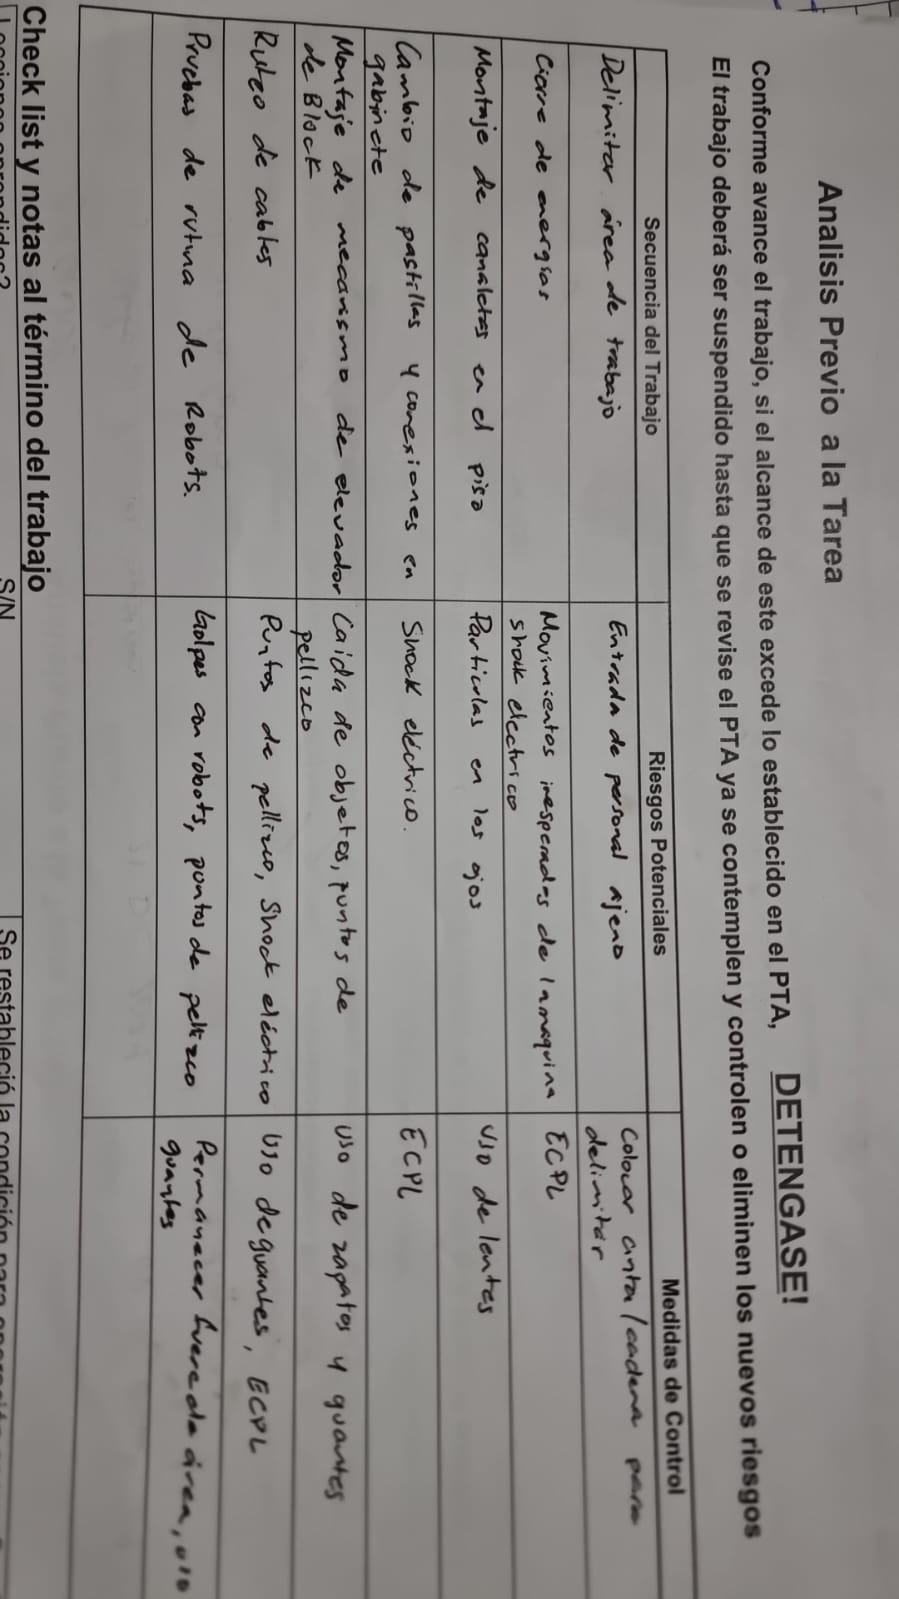 Analisis Previo a la Tarea
Conforme avance el trabajo, si el alcance de este excede lo establecido en el PTA, DETENGASE!
El trabajo deberá ser suspendido hasta que se revise el PTA ya se contemplen y controlen o eliminen los nuevos riesgos
Secuencia del Trabajo
Riesgos Potenciales
Medidas de Control
Delimitar área de trabajo
Entrada de personal ajeno
Colocar cinta/cadena para
delimitar
Cierre de energías
Movimientos inesperados de la maquina
shock electrico
ECPL
Montaje de canaletas en el piso
Particulas en los ojos
Uso de lentes
Cambio de pastillas y conexiones en
gabinete
Shock eléctrico.
ECPL
Montaje de mecanismo de elevador
de Block
Caida de objetos, puntos de
pellizco
Uso de zapatos y guantes
Ruteo de cables
Puntos de pellizco, Shock eléctrico
Uso de guantes, ECPL
Pruebas de rutina de Robots.
Golpes con robots, puntos de pellizco
Permanecer fuera de área, uso
guantes
Check list y notas al término del trabajo
Lecciones aprendidas?
S/N
Se restableció la condición para